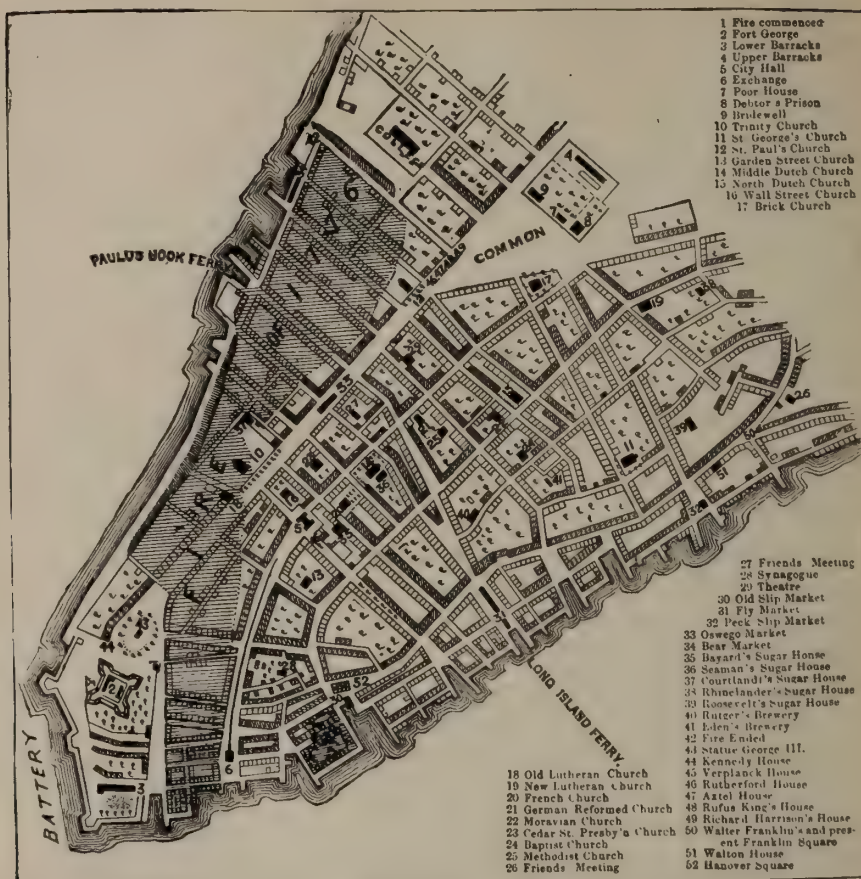 1 Fire commenced
2 Fort George
3 Lower Barracks
4 Upper Barracks
5 City Hall
6 Exchange
7 Poor House
8 Debtor's Prison
9 Bridewell
10 Trinity Church
11 St. George's Church
12 St. Paul's Church
13 Garden Street Church
14 Middle Dutch Church
15 North Dutch Church
16 Wall Street Church
17 Brick Church
COMMON
PAULUS HOOK FERRY
FIRE OF 1776
BATTERY
LONG ISLAND FERRY.
18 Old Lutheran Church
19 New Lutheran Church
20 French Church
21 German Reformed Church
22 Moravian Church
23 Cedar St. Presby'n Church
24 Baptist Church
25 Methodist Church
26 Friends Meeting
27 Friends Meeting
28 Synagogue
29 Theatre
30 Old Slip Market
31 Fly Market
32 Peck Slip Market
33 Oswego Market
34 Bear Market
35 Bayard's Sugar House
36 Seaman's Sugar House
37 Courtlandt's Sugar House
38 Rhinelander's Sugar House
39 Roosevelt's Sugar House
40 Rutger's Brewery
41 Eden's Brewery
42 Fire Ended
43 Statue George III.
44 Kennedy House
45 Verplanck House
46 Rutherford House
47 Axtel House
48 Rufus King's House
49 Richard Harrison's House
50 Walter Franklin's and pres-
ent Franklin Square
51 Walton House
52 Hanover Square